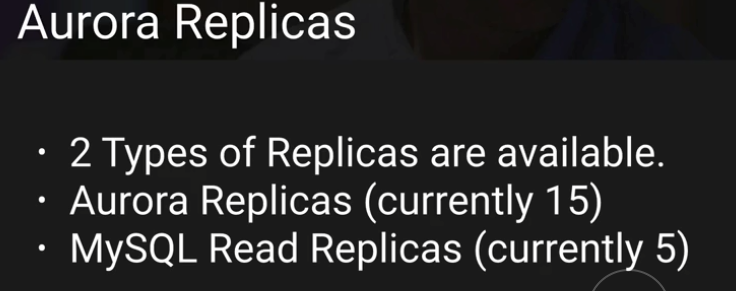 Aurora Replicas
• 2 Types of Replicas are available.
• Aurora Replicas (currently 15)
• MySQL Read Replicas (currently 5)